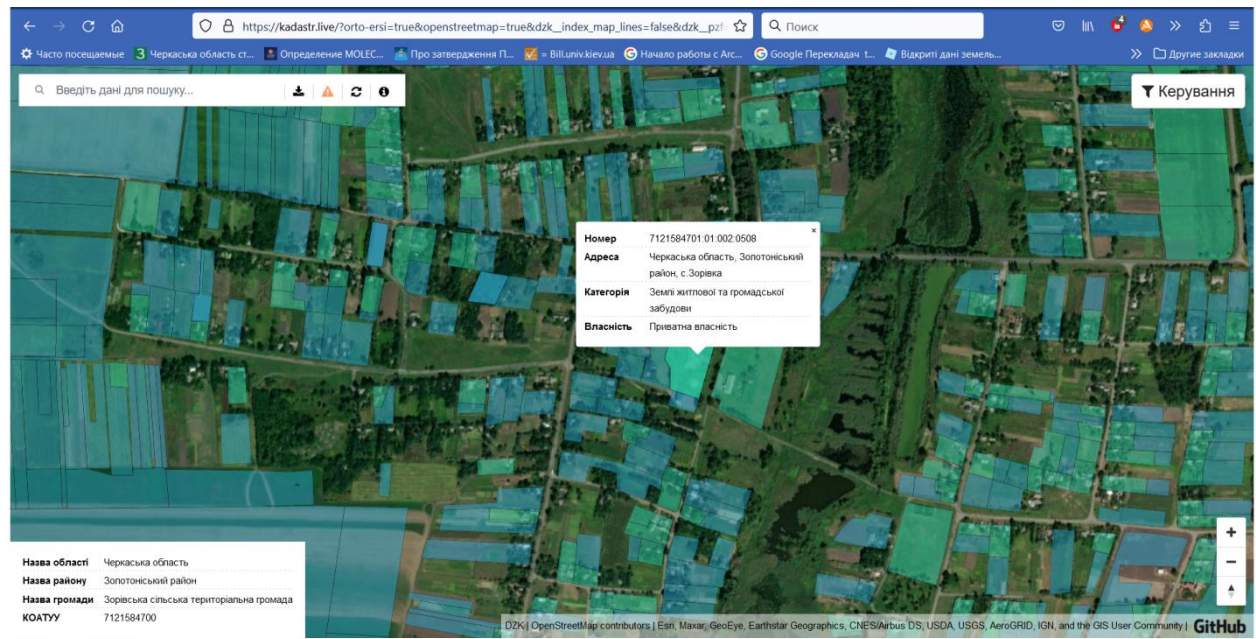 https://kadastr.live/?orto-ersi=true&openstreetmap=true&dzk__index_map_lines=false&dzk__pzf
Поиск
4
Часто посещаемые
Черкаська область ст...
Определение MOLEC...
Про затвердження П...
= Bill.univ.kiev.ua
Начало работы с Arc...
Google Перекладач t...
Відкриті дані земель...
Другие закладки
Введіть дані для пошуку...
Керування
×
Номер 7121584701:01:002:0508
Адреса Черкаська область, Золотоніський
район, с.Зорівка
Категорія Землі житлової та громадської
забудови
Власність Приватна власність
Назва області Черкаська область
Назва району Золотоніський район
Назва громади Зорівська сільська територіальна громада
КОАТУУ 7121584700
+
−
DZK | OpenStreetMap contributors | Esri, Maxar, GeoEye, Earthstar Geographics, CNES/Airbus DS, USDA, USGS, AeroGRID, IGN, and the GIS User Community | GitHub